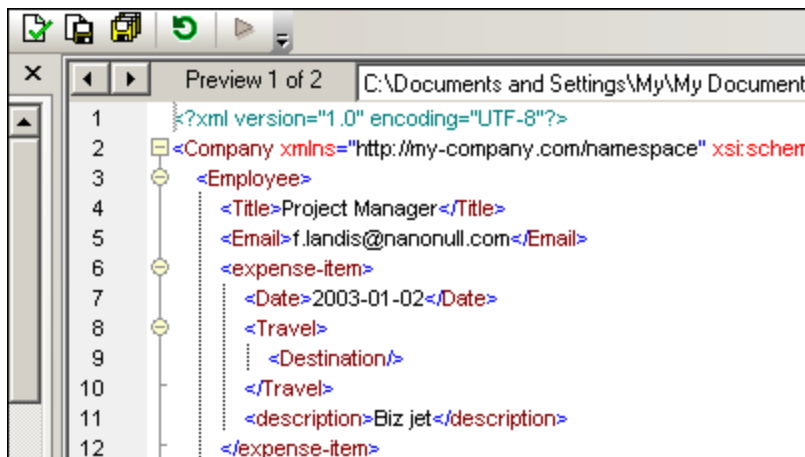 Preview 1 of 2 C:\Documents and Settings\My\My Document
1 <?xml version="1.0" encoding="UTF-8"?>
2 <Company xmlns="http://my-company.com/namespace" xsi:schem
3 <Employee>
4 <Title>Project Manager</Title>
5 <Email>f.landis@nanonull.com</Email>
6 <expense-item>
7 <Date>2003-01-02</Date>
8 <Travel>
9 <Destination/>
10 </Travel>
11 <description>Biz jet</description>
12 </expense-item>